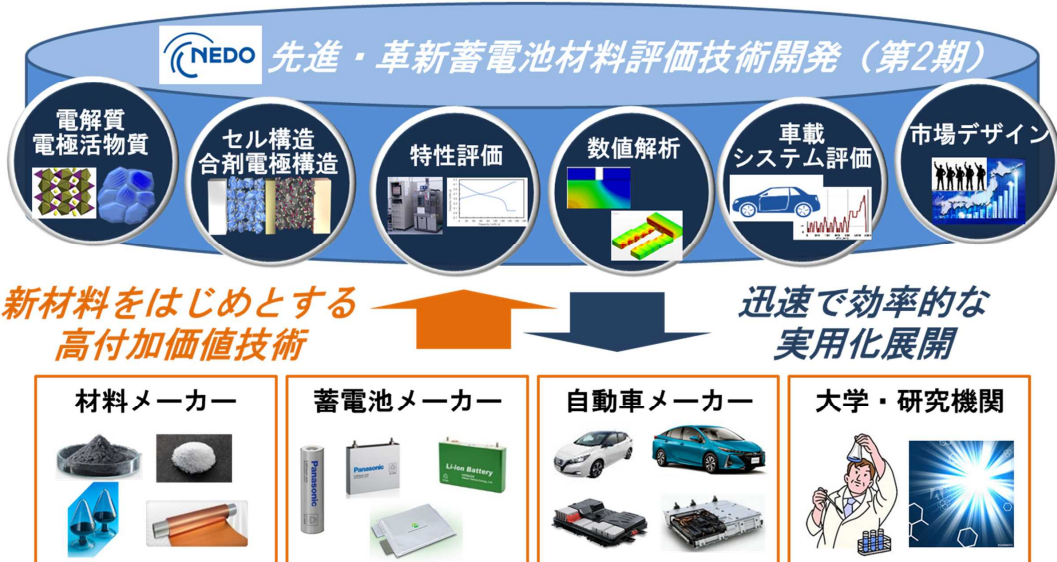 NEDO 先進・革新蓄電池材料評価技術開発（第2期）
電解質
電極活物質
セル構造
合剤電極構造
特性評価
数値解析
車載
システム評価
市場デザイン
新材料をはじめとする
高付加価値技術
迅速で効率的な
実用化展開
材料メーカー
蓄電池メーカー
自動車メーカー
大学・研究機関
Panasonic
Panasonic
Li-ion Battery